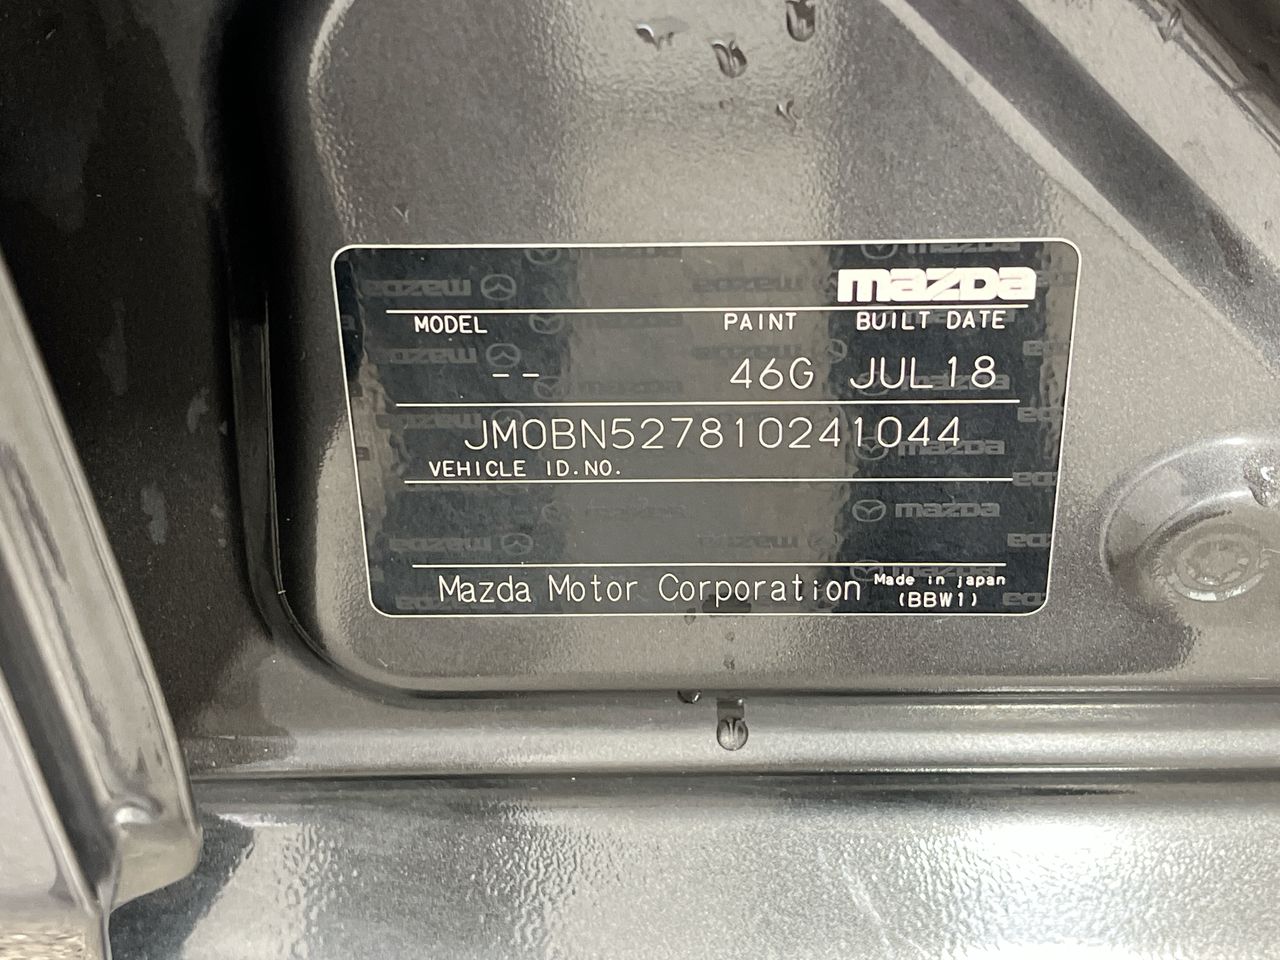 mazda
MODEL PAINT BUILT DATE
-- 46G JUL18
JM0BN527810241044
VEHICLE ID.NO.
Mazda Motor Corporation Made in japan
(BBW1)